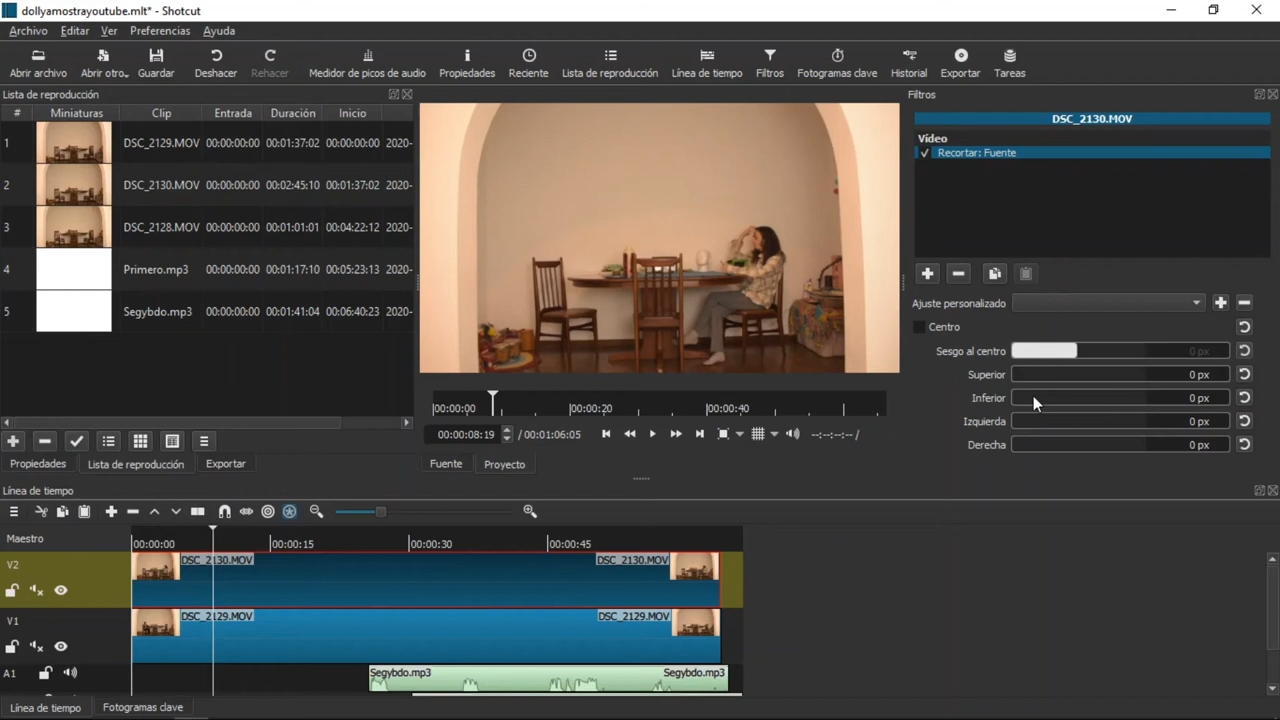 dollyamostrayoutube.mlt* - Shotcut
Archivo Editar Ver Preferencias Ayuda
Abrir archivo Abrir otro Guardar Deshacer Rehacer Medidor de picos de audio Propiedades Reciente Lista de reproducción Línea de tiempo Filtros Fotogramas clave Historial Exportar Tareas
Lista de reproducción
# Miniaturas Clip Entrada Duración Inicio
1 DSC_2129.MOV 00:00:00:00 00:01:37:02 00:00:00:00 2020-
2 DSC_2130.MOV 00:00:00:00 00:02:45:10 00:01:37:02 2020-
3 DSC_2128.MOV 00:00:00:00 00:01:01:01 00:04:22:12 2020-
4 Primero.mp3 00:00:00:00 00:01:17:10 00:05:23:13 2020-
5 Segybdo.mp3 00:00:00:00 00:01:41:04 00:06:40:23 2020-
Propiedades Lista de reproducción Exportar
00:00:00 00:00:20 00:00:40
00:00:08:19 / 00:01:06:05 --:--:--:-- /
Fuente Proyecto
Filtros
DSC_2130.MOV
Vídeo
✓ Recortar: Fuente
Ajuste personalizado
Centro
Sesgo al centro 0 px
Superior 0 px
Inferior 0 px
Izquierda 0 px
Derecha 0 px
Línea de tiempo
Maestro 00:00:00 00:00:15 00:00:30 00:00:45
V2 DSC_2130.MOV DSC_2130.MOV
V1 DSC_2129.MOV DSC_2129.MOV
A1 Segybdo.mp3 Segybdo.mp3
Línea de tiempo Fotogramas clave